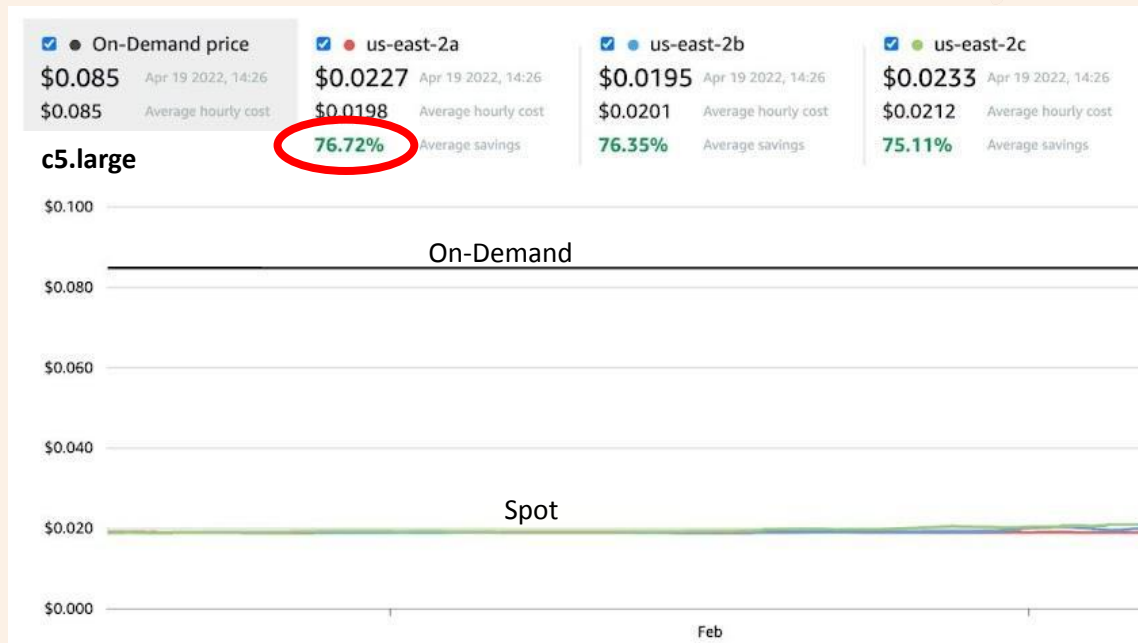 On-Demand price
$0.085 Apr 19 2022, 14:26
$0.085 Average hourly cost
us-east-2a
$0.0227 Apr 19 2022, 14:26
$0.0198 Average hourly cost
76.72% Average savings
us-east-2b
$0.0195 Apr 19 2022, 14:26
$0.0201 Average hourly cost
76.35% Average savings
us-east-2c
$0.0233 Apr 19 2022, 14:26
$0.0212 Average hourly cost
75.11% Average savings
c5.large
$0.100
On-Demand
$0.080
$0.060
$0.040
Spot
$0.020
$0.000
Feb